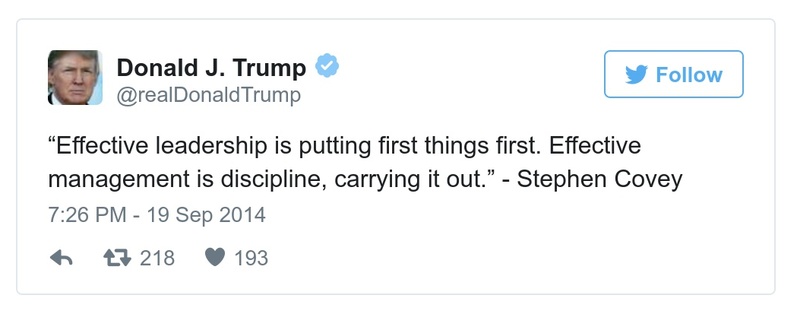 Donald J. Trump
@realDonaldTrump
Follow
“Effective leadership is putting first things first. Effective
management is discipline, carrying it out.” - Stephen Covey
7:26 PM - 19 Sep 2014
218 193